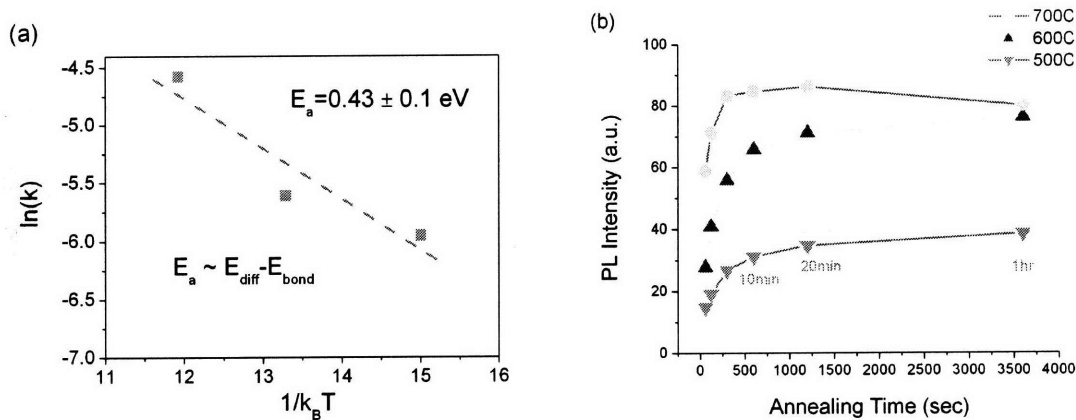 (a)
-4.5
-5.0
-5.5
-6.0
-6.5
-7.0
ln(k)
Eₐ=0.43 ± 0.1 eV
Eₐ ~ E_diff-E_bond
11 12 13 14 15 16
1/k_BT
(b)
700C
600C
500C
100
80
60
40
20
0
PL Intensity (a.u.)
10min
20min
1hr
0 500 1000 1500 2000 2500 3000 3500 4000
Annealing Time (sec)